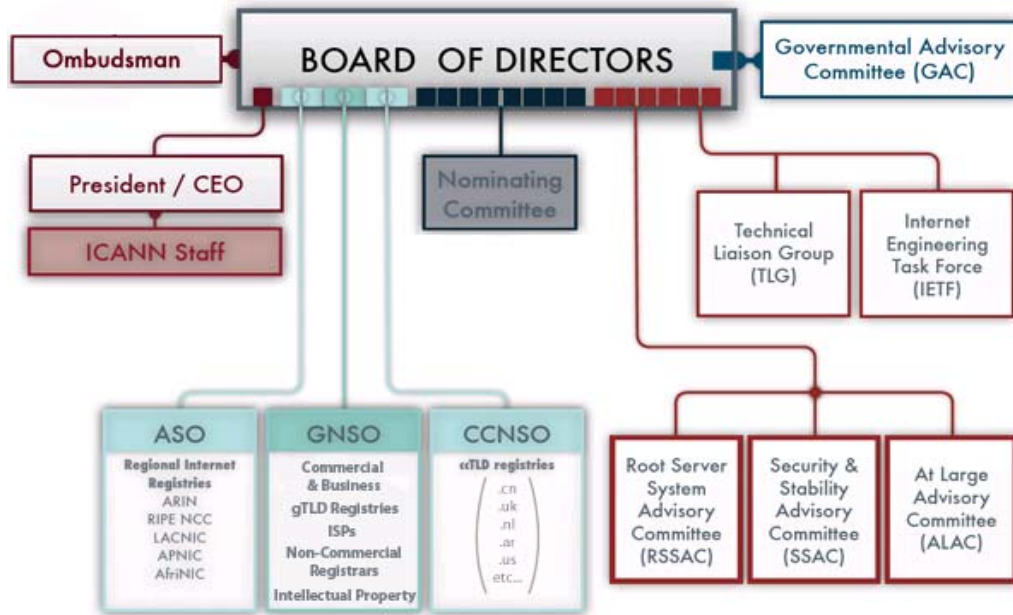 BOARD OF DIRECTORS
Ombudsman
Governmental Advisory
Committee (GAC)
President / CEO
ICANN Staff
Nominating
Committee
Technical
Liaison Group
(TLG)
Internet
Engineering
Task Force
(IETF)
ASO
Regional Internet
Registries
ARIN
RIPE NCC
LACNIC
APNIC
AfriNIC
GNSO
Commercial
& Business
gTLD Registries
ISPs
Non-Commercial
Registrars
Intellectual Property
CCNSO
ccTLD registries
.cn
.uk
.nl
.ar
.us
etc...
Root Server
System
Advisory
Committee
(RSSAC)
Security &
Stability
Advisory
Committee
(SSAC)
At Large
Advisory
Committee
(ALAC)